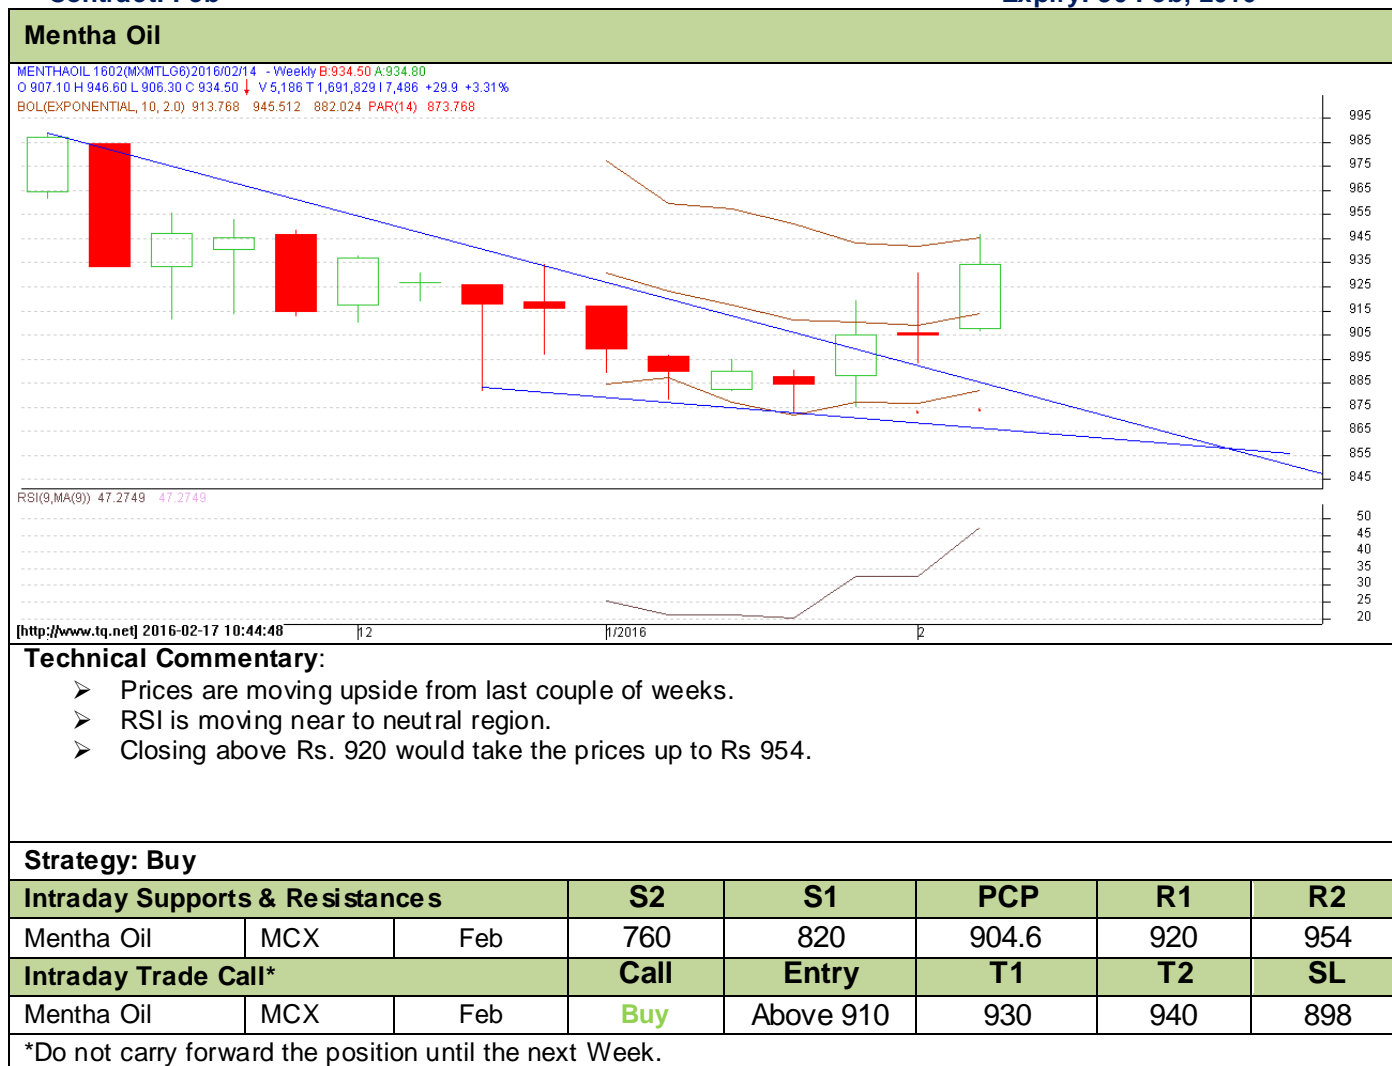 Mentha Oil
MENTHAOIL 1602(MXMTLG6)2016/02/14 - Weekly B:934.50 A:934.80
O 907.10 H 946.60 L 906.30 C 934.50 V 5,186 T 1,691,829 I 7,486 +29.9 +3.31%
BOL(EXPONENTIAL, 10, 2.0) 913.768 945.512 882.024 PAR(14) 873.768
995
985
975
965
955
945
935
925
915
905
895
885
875
865
855
845
RSI(9,MA(9)) 47.2749 47.2749
50
45
40
35
30
25
20
[http://www.tq.net] 2016-02-17 10:44:48 12 1/2016 2
Technical Commentary:
➢ Prices are moving upside from last couple of weeks.
➢ RSI is moving near to neutral region.
➢ Closing above Rs. 920 would take the prices up to Rs 954.
Strategy: Buy
Intraday Supports & Resistances S2 S1 PCP R1 R2
Mentha Oil MCX Feb 760 820 904.6 920 954
Intraday Trade Call* Call Entry T1 T2 SL
Mentha Oil MCX Feb Buy Above 910 930 940 898
*Do not carry forward the position until the next Week.